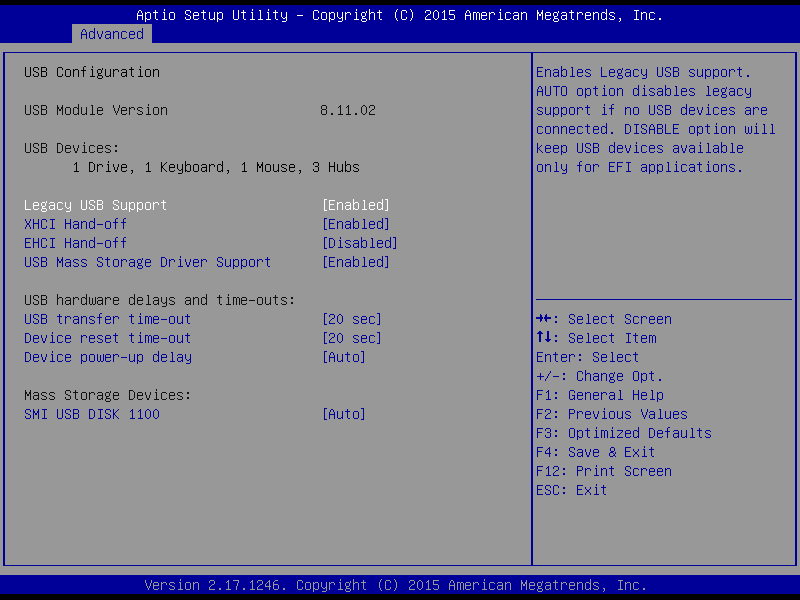 Aptio Setup Utility – Copyright (C) 2015 American Megatrends, Inc.
Advanced
USB Configuration
USB Module Version 8.11.02
USB Devices:
1 Drive, 1 Keyboard, 1 Mouse, 3 Hubs
Legacy USB Support [Enabled]
XHCI Hand-off [Enabled]
EHCI Hand-off [Disabled]
USB Mass Storage Driver Support [Enabled]
USB hardware delays and time-outs:
USB transfer time-out [20 sec]
Device reset time-out [20 sec]
Device power-up delay [Auto]
Mass Storage Devices:
SMI USB DISK 1100 [Auto]
Enables Legacy USB support.
AUTO option disables legacy
support if no USB devices are
connected. DISABLE option will
keep USB devices available
only for EFI applications.
→←: Select Screen
↑↓: Select Item
Enter: Select
+/-: Change Opt.
F1: General Help
F2: Previous Values
F3: Optimized Defaults
F4: Save & Exit
F12: Print Screen
ESC: Exit
Version 2.17.1246. Copyright (C) 2015 American Megatrends, Inc.